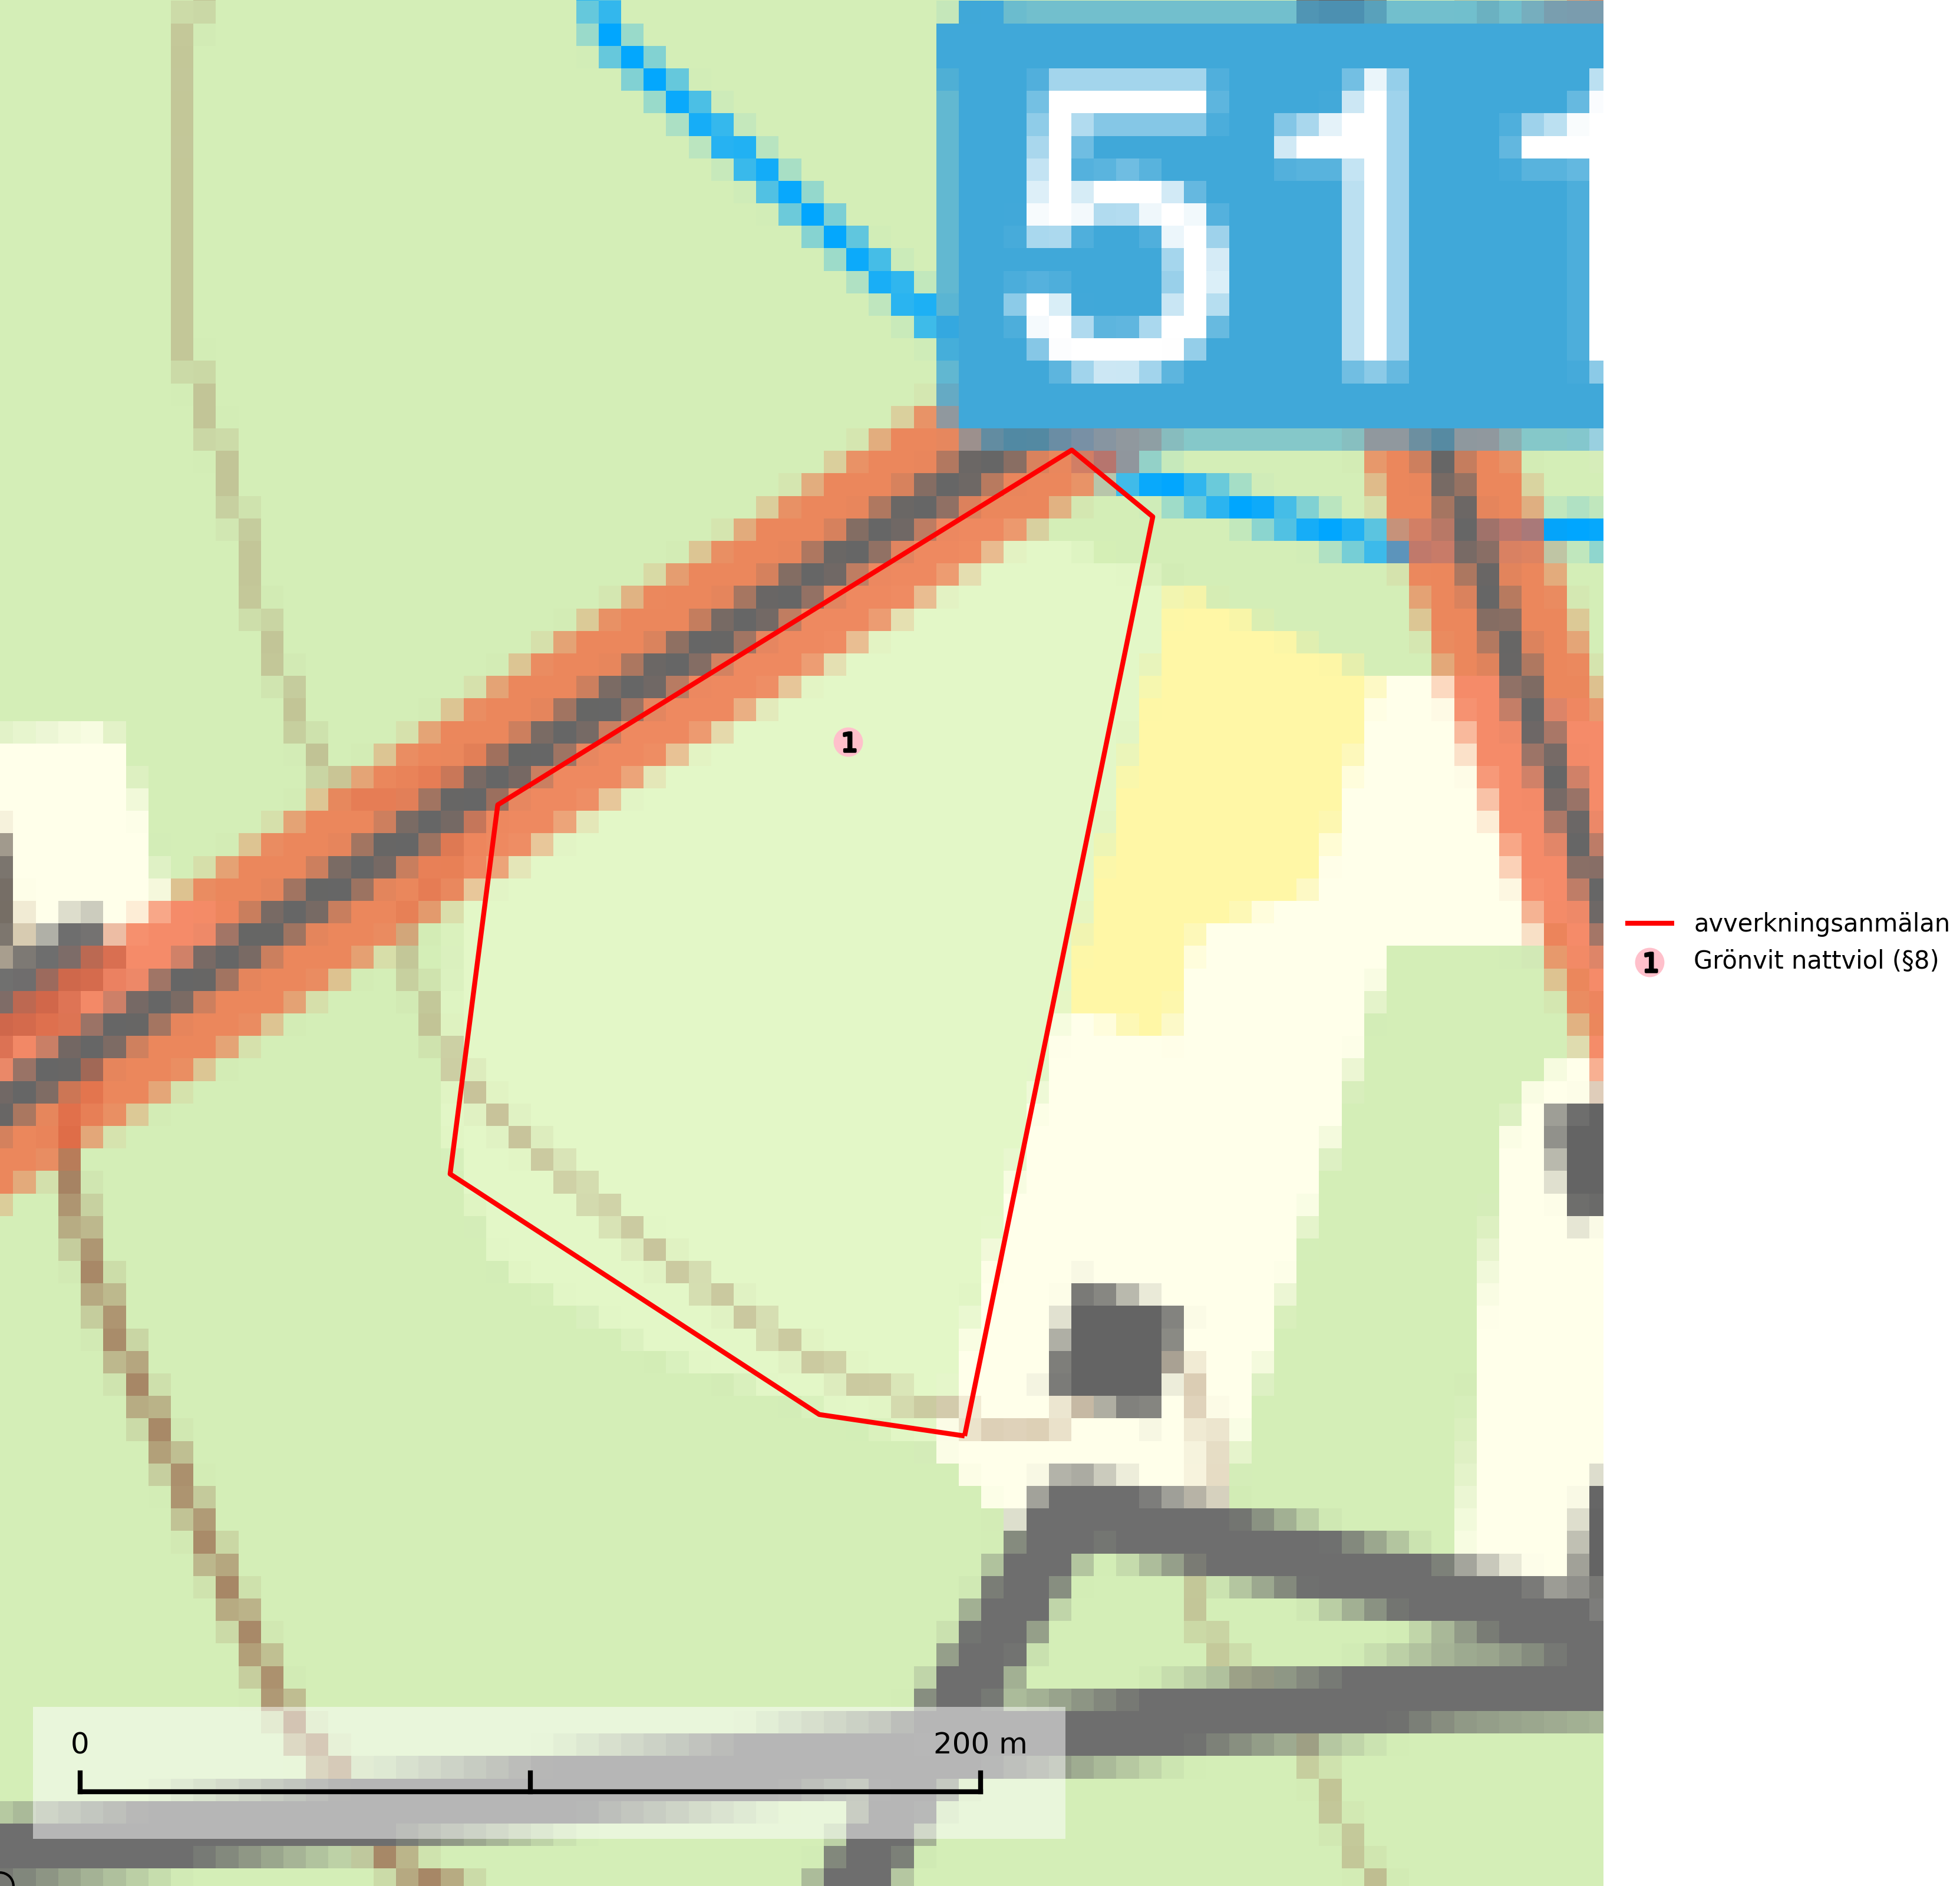 51
1
avverkningsanmälan
1 Grönvit nattviol (§8)
0 200 m